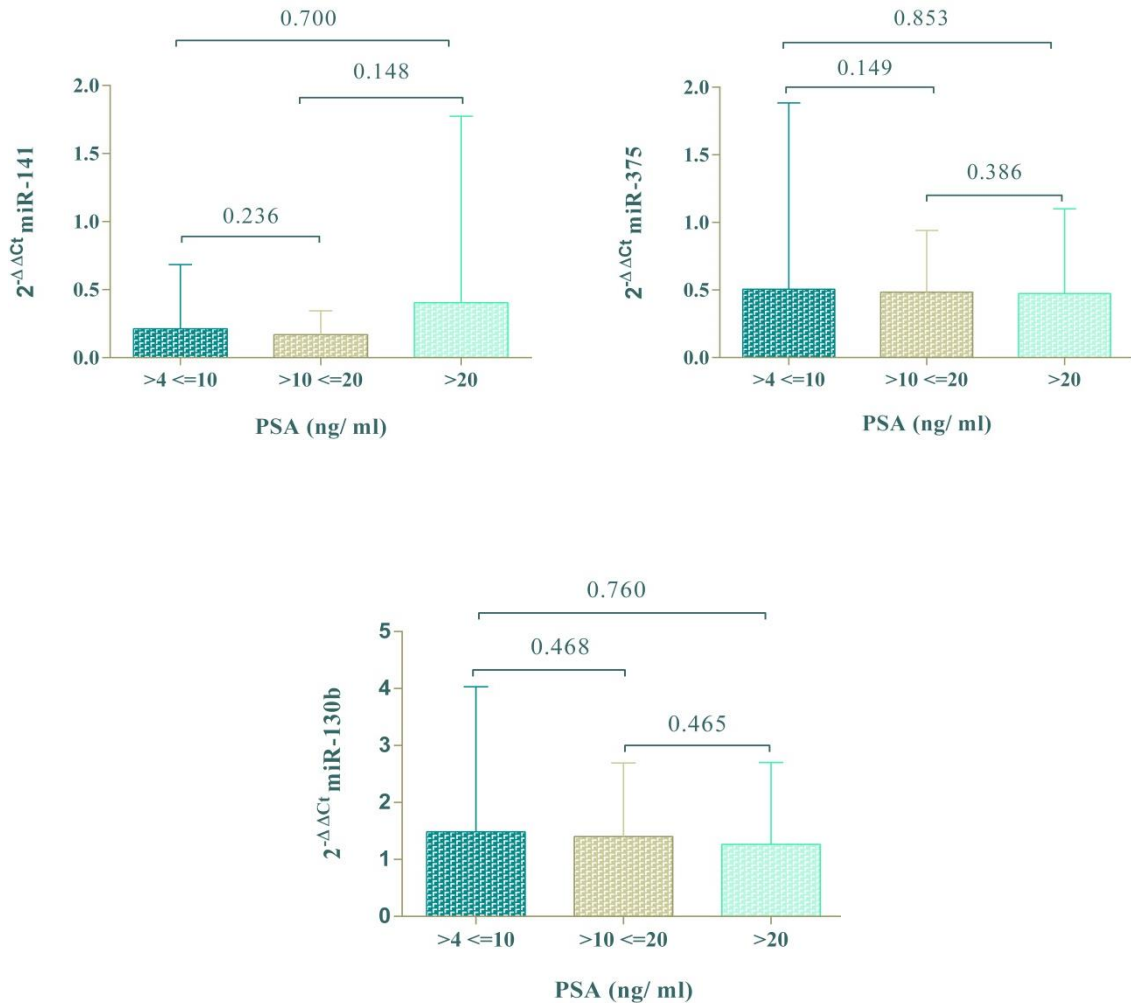 0.700
0.148
0.236
2.0
1.5
1.0
0.5
0.0
2-ΔΔCt miR-141
>4 <=10 >10 <=20 >20
PSA (ng/ ml)
0.853
0.149
0.386
2.0
1.5
1.0
0.5
0.0
2-ΔΔCt miR-375
>4 <=10 >10 <=20 >20
PSA (ng/ ml)
0.760
0.468
0.465
5
4
3
2
1
0
2-ΔΔCt miR-130b
>4 <=10 >10 <=20 >20
PSA (ng/ ml)